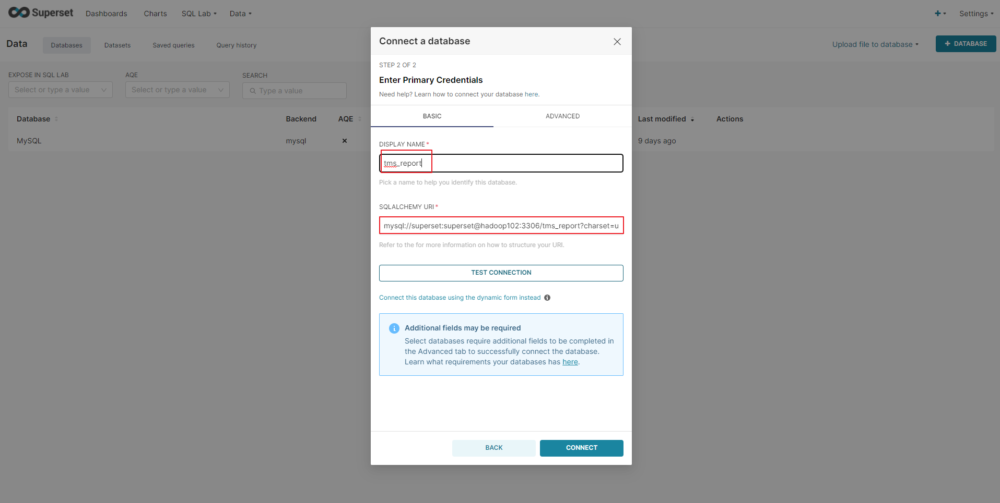 Superset Dashboards Charts SQL Lab Data Settings
Data Databases Datasets Saved queries Query history Upload file to database + DATABASE
EXPOSE IN SQL LAB AQE SEARCH
Select or type a value Select or type a value Type a value
Database Backend AQE Last modified Actions
MySQL mysql 9 days ago
Connect a database
STEP 2 OF 2
Enter Primary Credentials
Need help? Learn how to connect your database here.
BASIC ADVANCED
DISPLAY NAME*
tms_report
Pick a name to help you identify this database.
SQLALCHEMY URI*
mysql://superset:superset@hadoop102:3306/tms_report?charset=u
Refer to the for more information on how to structure your URI.
TEST CONNECTION
Connect this database using the dynamic form instead
Additional fields may be required
Select databases require additional fields to be completed in
the Advanced tab to successfully connect the database.
Learn what requirements your databases has here.
BACK CONNECT